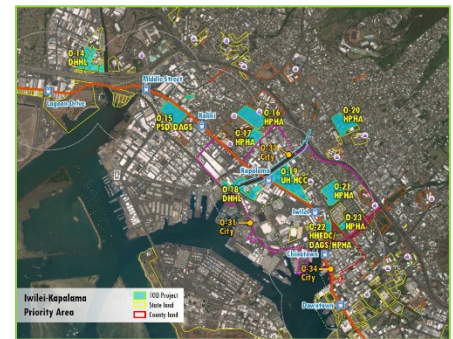 O-14
DHHL
Middle Street
Lagoon Drive
O-15
PSD/DAGS
Kalihi
O-16
HPHA
O-17
HPHA
O-20
HPHA
City
Kapalama
O-19
UH HCC
O-18
DHHL
O-21
HPHA
O-31
City
Iwilei
O-22
HHFDC/
DAGS/HPHA
O-23
HPHA
Chinatown
O-34
City
Downtown
Iwilei-Kapalama
Priority Area
TOD Project
State land
County land